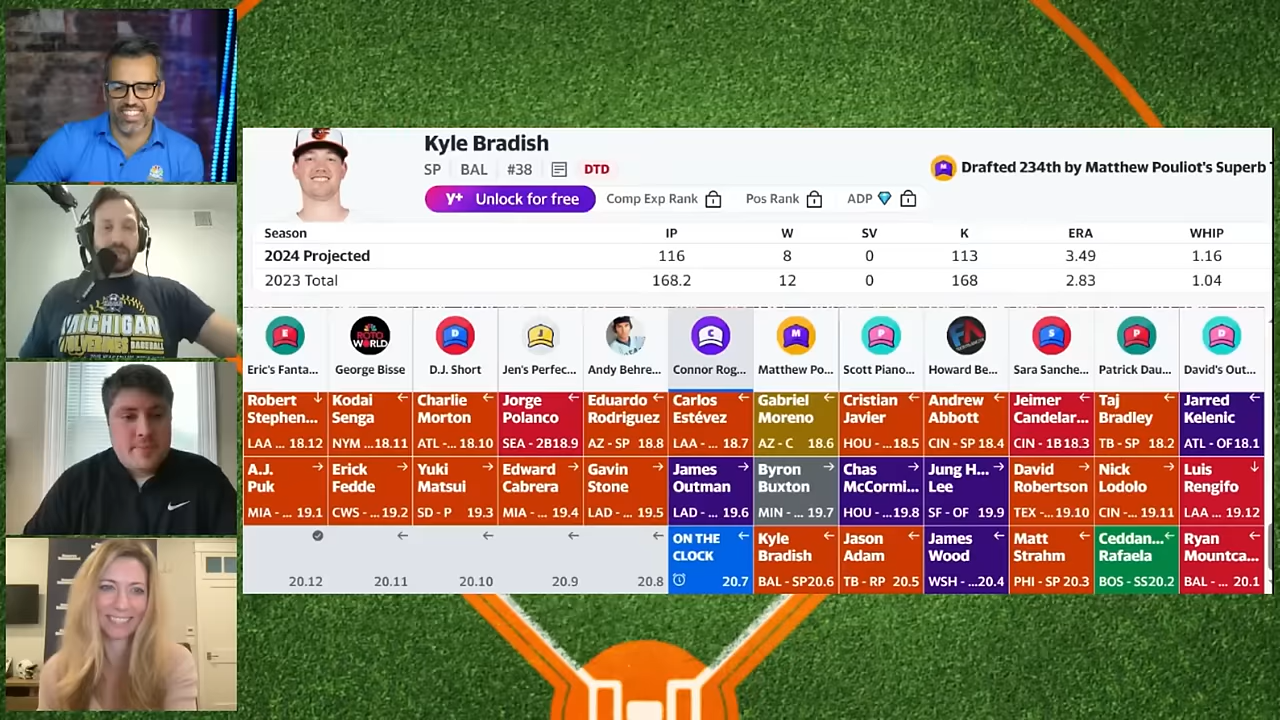 Kyle Bradish
SP BAL #38 DTD
Drafted 234th by Matthew Pouliot's Superb
y+ Unlock for free Comp Exp Rank Pos Rank ADP
Season IP W SV K ERA WHIP
2024 Projected 116 8 0 113 3.49 1.16
2023 Total 168.2 12 0 168 2.83 1.04
E ROTO WORLD D J C M P FA S P D
Eric's Fanta... George Bisse D.J. Short Jen's Perfec... Andy Behre... Connor Rog... Matthew Po... Scott Piano... Howard Be... Sara Sanche... Patrick Dau... David's Out...
Robert Kodai Charlie Jorge Eduardo Carlos Gabriel Cristian Andrew Jeimer Taj Jarred
Stephen... Senga Morton Polanco Rodriguez Estévez Moreno Javier Abbott Candelar... Bradley Kelenic
LAA ... 18.12 NYM ... 18.11 ATL -... 18.10 SEA - 2B 18.9 AZ - SP 18.8 LAA - ... 18.7 AZ - C 18.6 HOU - ... 18.5 CIN - SP 18.4 CIN - 1B 18.3 TB - SP 18.2 ATL - OF 18.1
A.J. Erick Yuki Edward Gavin James Byron Chas Jung H... David Nick Luis
Puk Fedde Matsui Cabrera Stone Outman Buxton McCormi... Lee Robertson Lodolo Rengifo
MIA - ... 19.1 CWS - ... 19.2 SD - P 19.3 MIA - ... 19.4 LAD - ... 19.5 LAD - ... 19.6 MIN - ... 19.7 HOU - ... 19.8 SF - OF 19.9 TEX -... 19.10 CIN -... 19.11 LAA ... 19.12
ON THE Kyle Jason James Matt Ceddan... Ryan
CLOCK Bradish Adam Wood Strahm Rafaela Mountca...
20.12 20.11 20.10 20.9 20.8 20.7 BAL - SP 20.6 TB - RP 20.5 WSH - ... 20.4 PHI - SP 20.3 BOS - SS 20.2 BAL - ... 20.1
MICHIGAN
WOLVERINES
BASEBALL